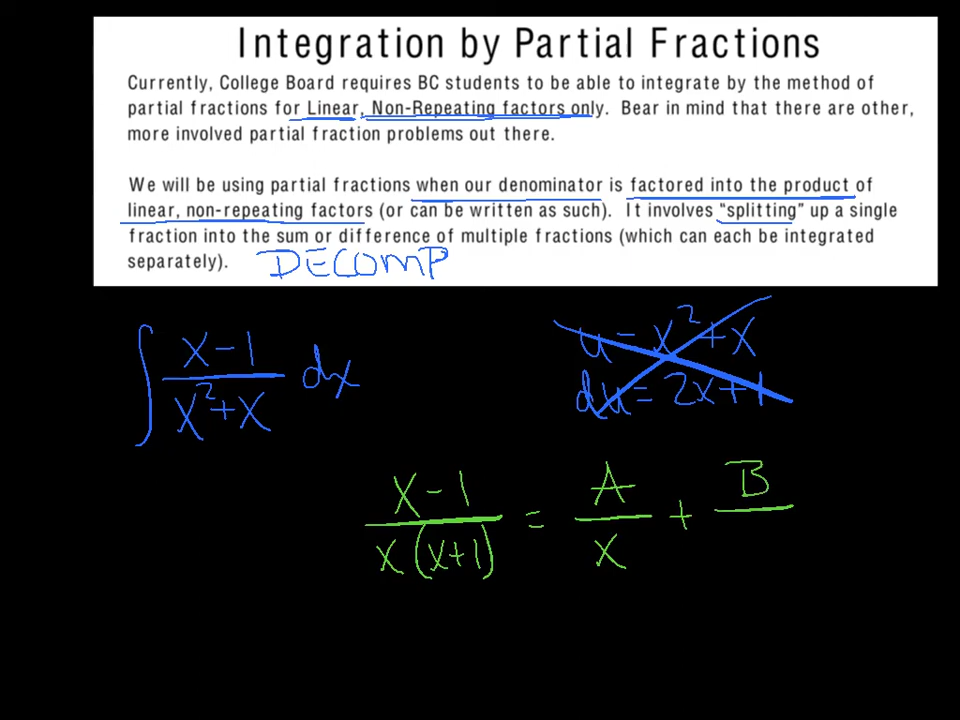 Integration by Partial Fractions
Currently, College Board requires BC students to be able to integrate by the method of
partial fractions for Linear, Non-Repeating factors only. Bear in mind that there are other,
more involved partial fraction problems out there.
We will be using partial fractions when our denominator is factored into the product of
linear, non-repeating factors (or can be written as such). It involves “splitting” up a single
fraction into the sum or difference of multiple fractions (which can each be integrated
separately). DECOMP
∫ (x-1)/(x²+x) dx
u = x²+x
du = 2x+1
(x-1)/(x(x+1)) = A/x + B/